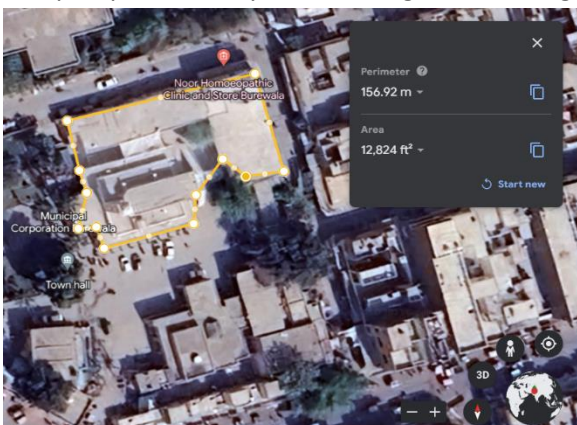 Perimeter
156.92 m
Area
12,824 ft²
Start new
Noor Homoeopathic
Clinic and Store Burewala
Municipal
Corporation Burewala
Town hall
3D